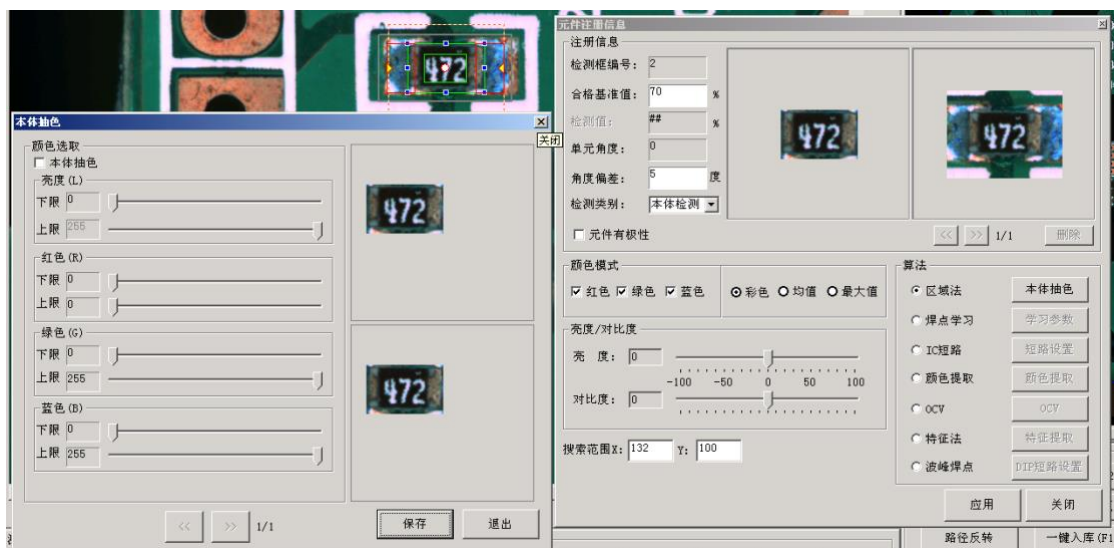 472
本体抽色
关闭
颜色选取
本体抽色
亮度(L)
下限 0
上限 255
红色(R)
下限 0
上限 0
绿色(G)
下限 0
上限 255
蓝色(B)
下限 0
上限 255
472
472
<< >> 1/1
保存 退出
元件注册信息
注册信息
检测框编号: 2
合格基准值: 70 %
检测值: ## %
单元角度: 0
角度偏差: 5 度
检测类别: 本体检测
元件有极性
472
472
<< >> 1/1 删除
颜色模式
红色 绿色 蓝色
彩色 均值 最大值
亮度/对比度
亮 度: 0
-100 -50 0 50 100
对比度: 0
搜索范围X: 132 Y: 100
算法
区域法 本体抽色
焊点学习 学习参数
IC短路 短路设置
颜色提取 颜色提取
OCV OCV
特征法 特征提取
波峰焊点 DIP短路设置
应用 关闭
路径反转 一键入库(F1